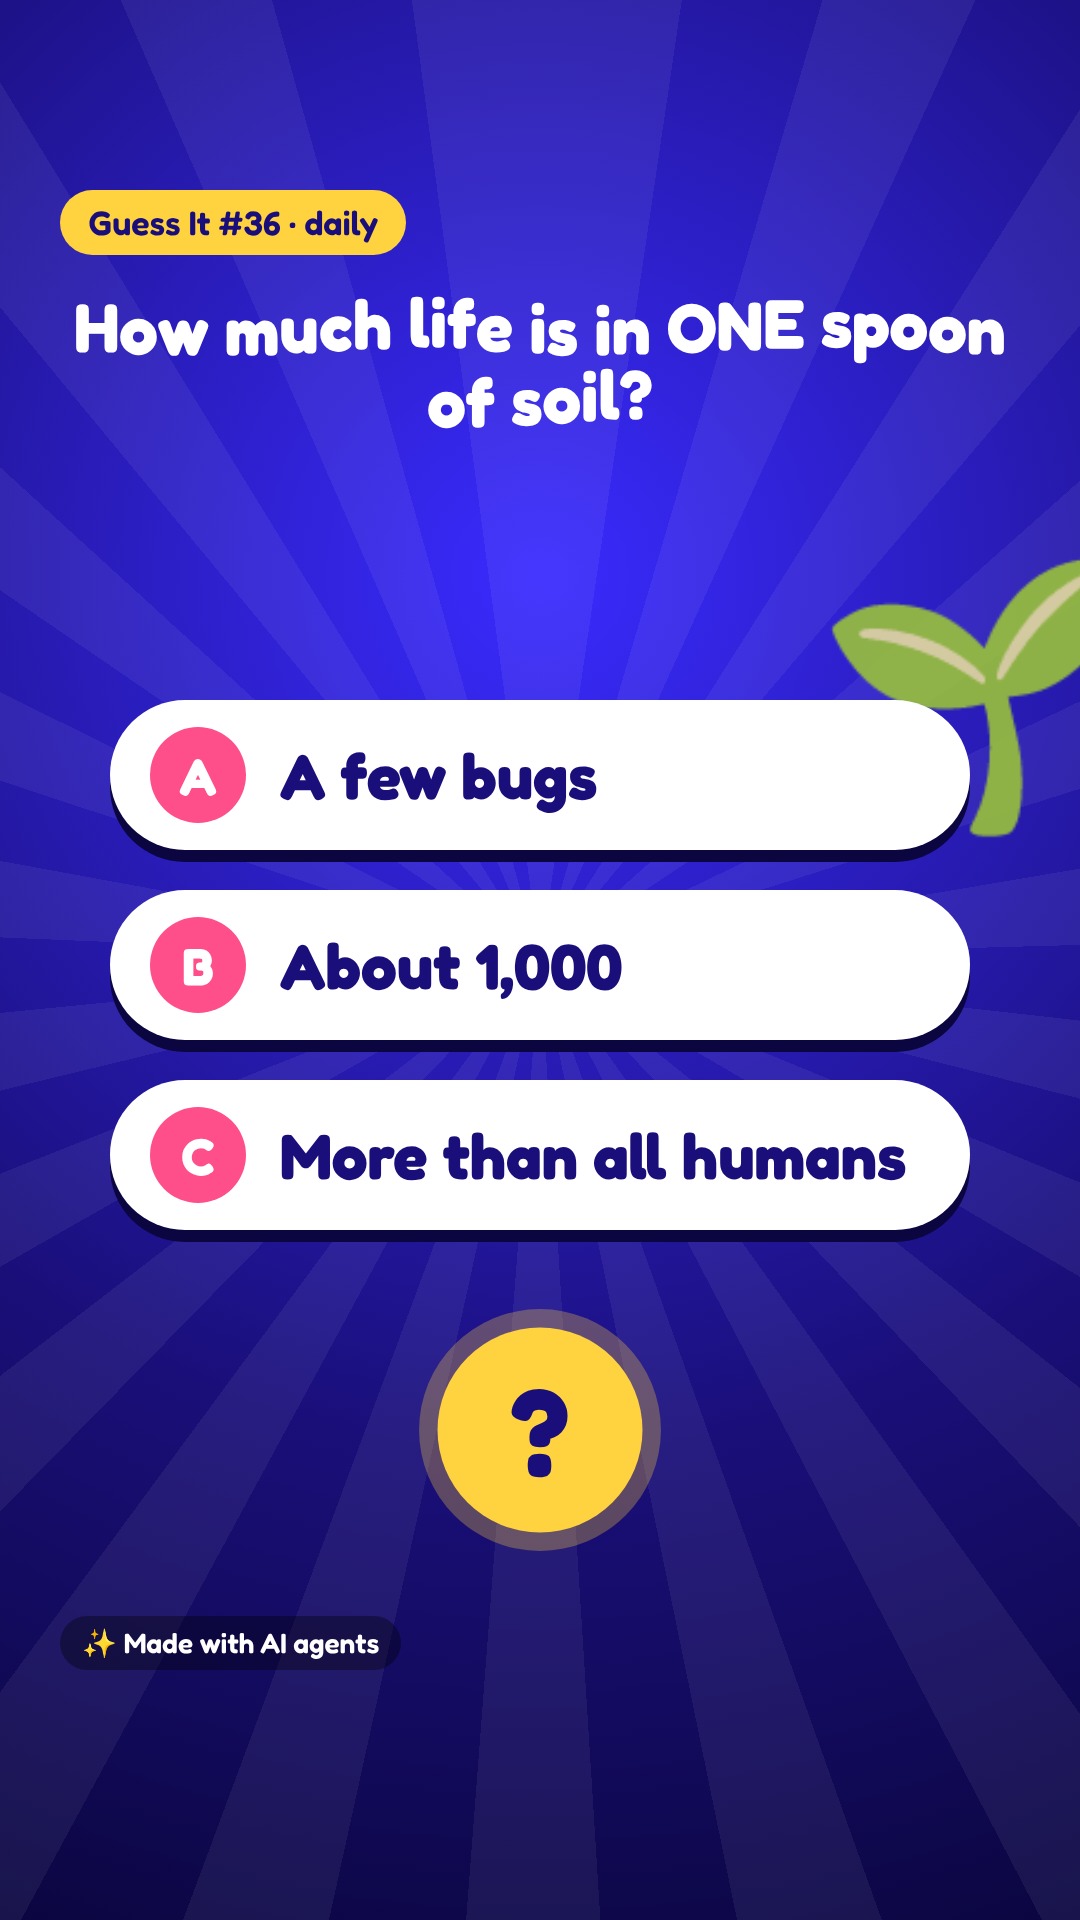 Guess It #36 · daily
How much life is in ONE spoon
of soil?
A
A few bugs
B
About 1,000
C
More than all humans
?
✨ Made with AI agents